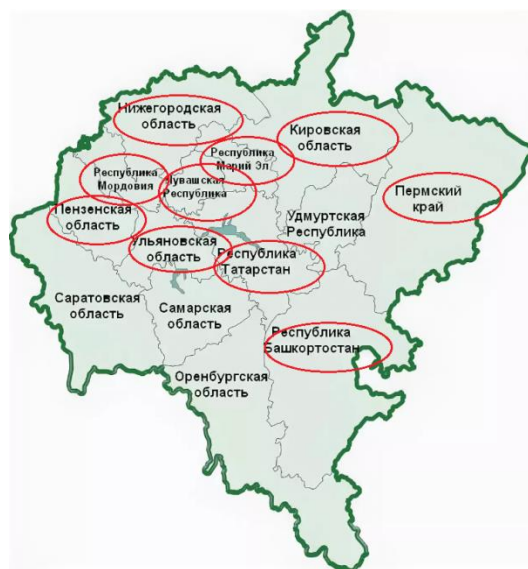 Нижегородская
область
Кировская
область
Республика
Марий Эл
Республика
Мордовия
Чувашская
Республика
Пермский
край
Пензенская
область
Удмуртская
Республика
Ульяновская
область
Республика
Татарстан
Саратовская
область
Самарская
область
Республика
Башкортостан
Оренбургская
область